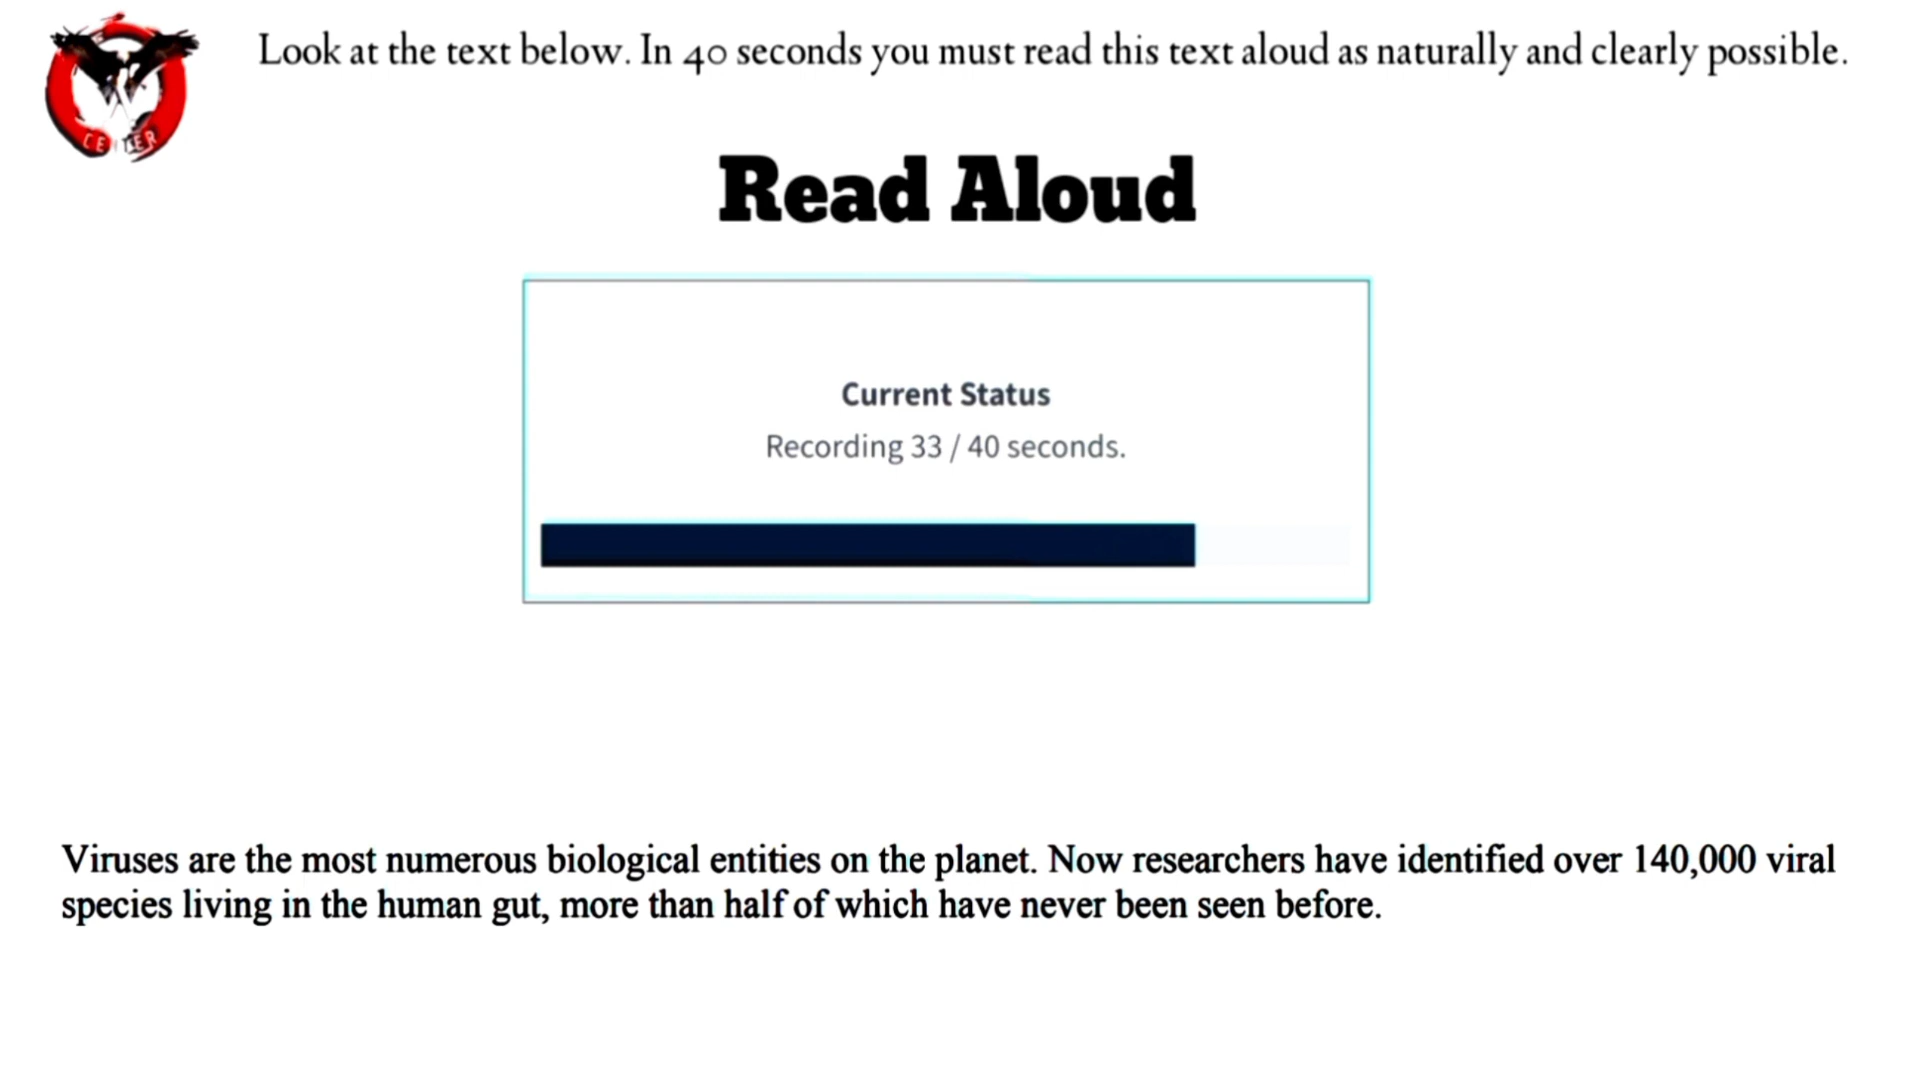 Look at the text below. In 40 seconds you must read this text aloud as naturally and clearly possible.
CENTER
Read Aloud
Current Status
Recording 33 / 40 seconds.
Viruses are the most numerous biological entities on the planet. Now researchers have identified over 140,000 viral
species living in the human gut, more than half of which have never been seen before.